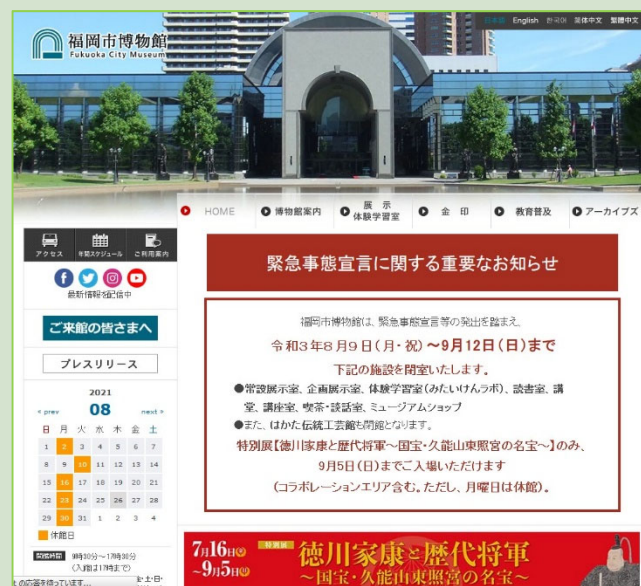 日本語 English 한국어 简体中文 繁體中文
福岡市博物館
Fukuoka City Museum
HOME 博物館案内 展示 体験学習室 金印 教育普及 アーカイブズ
アクセス 年間スケジュール ご利用案内
最新情報を配信中
ご来館の皆さまへ
プレスリリース
2021
« prev 08 next »
日 月 火 水 木 金 土
1 2 3 4 5 6 7
8 9 10 11 12 13 14
15 16 17 18 19 20 21
22 23 24 25 26 27 28
29 30 31 1 2 3 4
休館日
開館時間 9時30分～17時30分
(入館は17時まで)
の応答を待っています...
緊急事態宣言に関する重要なお知らせ
福岡市博物館は、緊急事態宣言等の発出を踏まえ、
令和3年8月9日(月・祝)～9月12日(日)まで
下記の施設を閉室いたします。
●常設展示室、企画展示室、体験学習室(みたいけんラボ)、読書室、講
堂、講座室、喫茶・談話室、ミュージアムショップ
●また、はかた伝統工芸館も閉館となります。
特別展【徳川家康と歴代将軍～国宝・久能山東照宮の名宝～】のみ、
9月5日(日)までご入場いただけます
(コラボレーションエリア含む。ただし、月曜日は休館)。
7月16日㊎
～9月5日㊐
特別展 徳川家康と歴代将軍
～国宝・久能山東照宮の名宝～